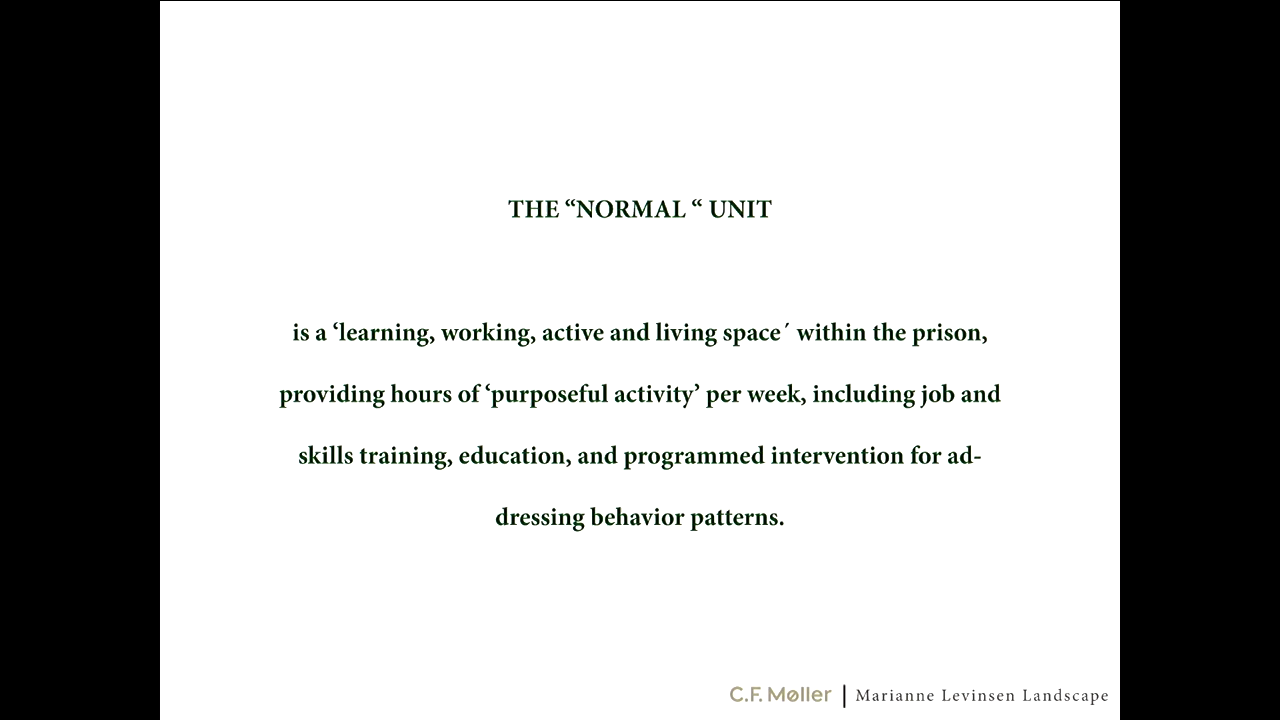 THE “NORMAL “ UNIT
is a ‘learning, working, active and living space´ within the prison,
providing hours of ‘purposeful activity’ per week, including job and
skills training, education, and programmed intervention for ad-
dressing behavior patterns.
C.F. Møller | Marianne Levinsen Landscape